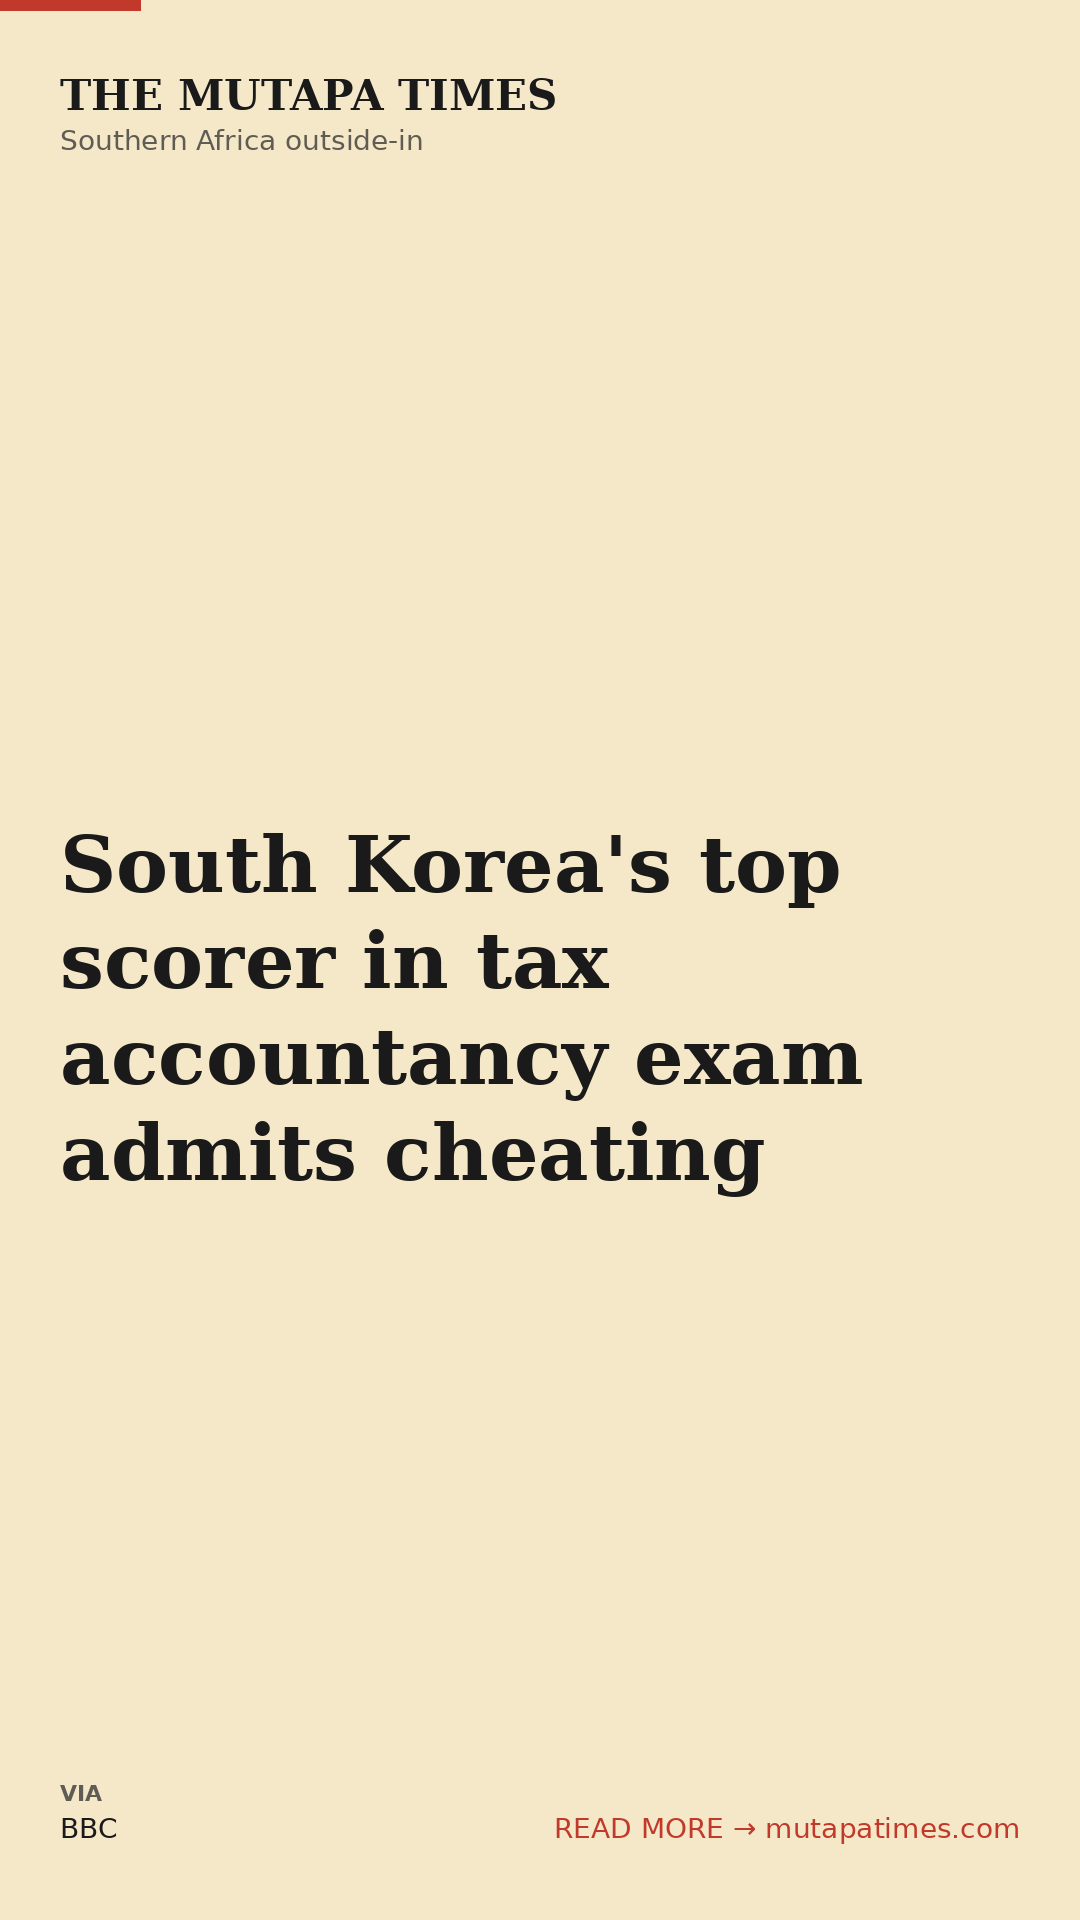 THE MUTAPA TIMES
Southern Africa outside-in
South Korea's top
scorer in tax
accountancy exam
admits cheating
VIA
BBC
READ MORE → mutapatimes.com